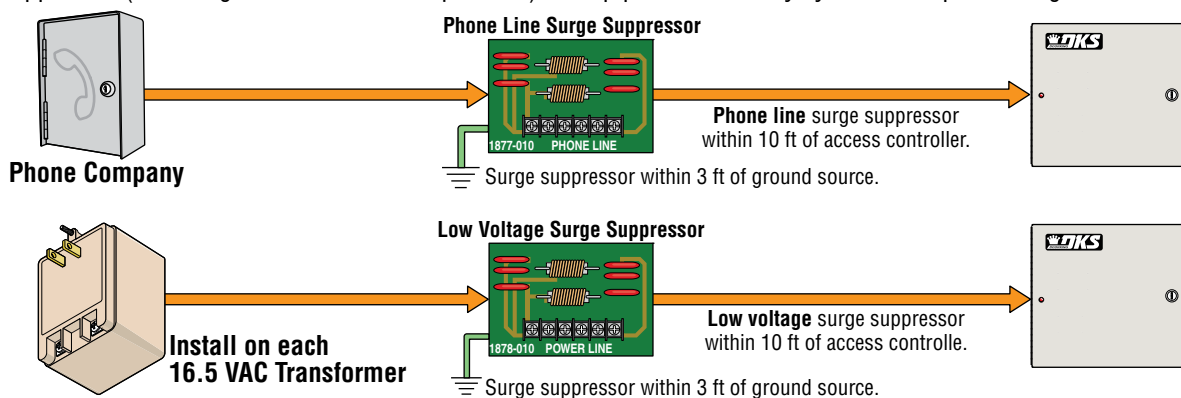 Phone Line Surge Suppressor
DKS
1877-010 PHONE LINE
Phone line surge suppressor
within 10 ft of access controller.
Phone Company
Surge suppressor within 3 ft of ground source.
Low Voltage Surge Suppressor
DKS
1878-010 POWER LINE
Low voltage surge suppressor
within 10 ft of access controlle.
Install on each
16.5 VAC Transformer
Surge suppressor within 3 ft of ground source.